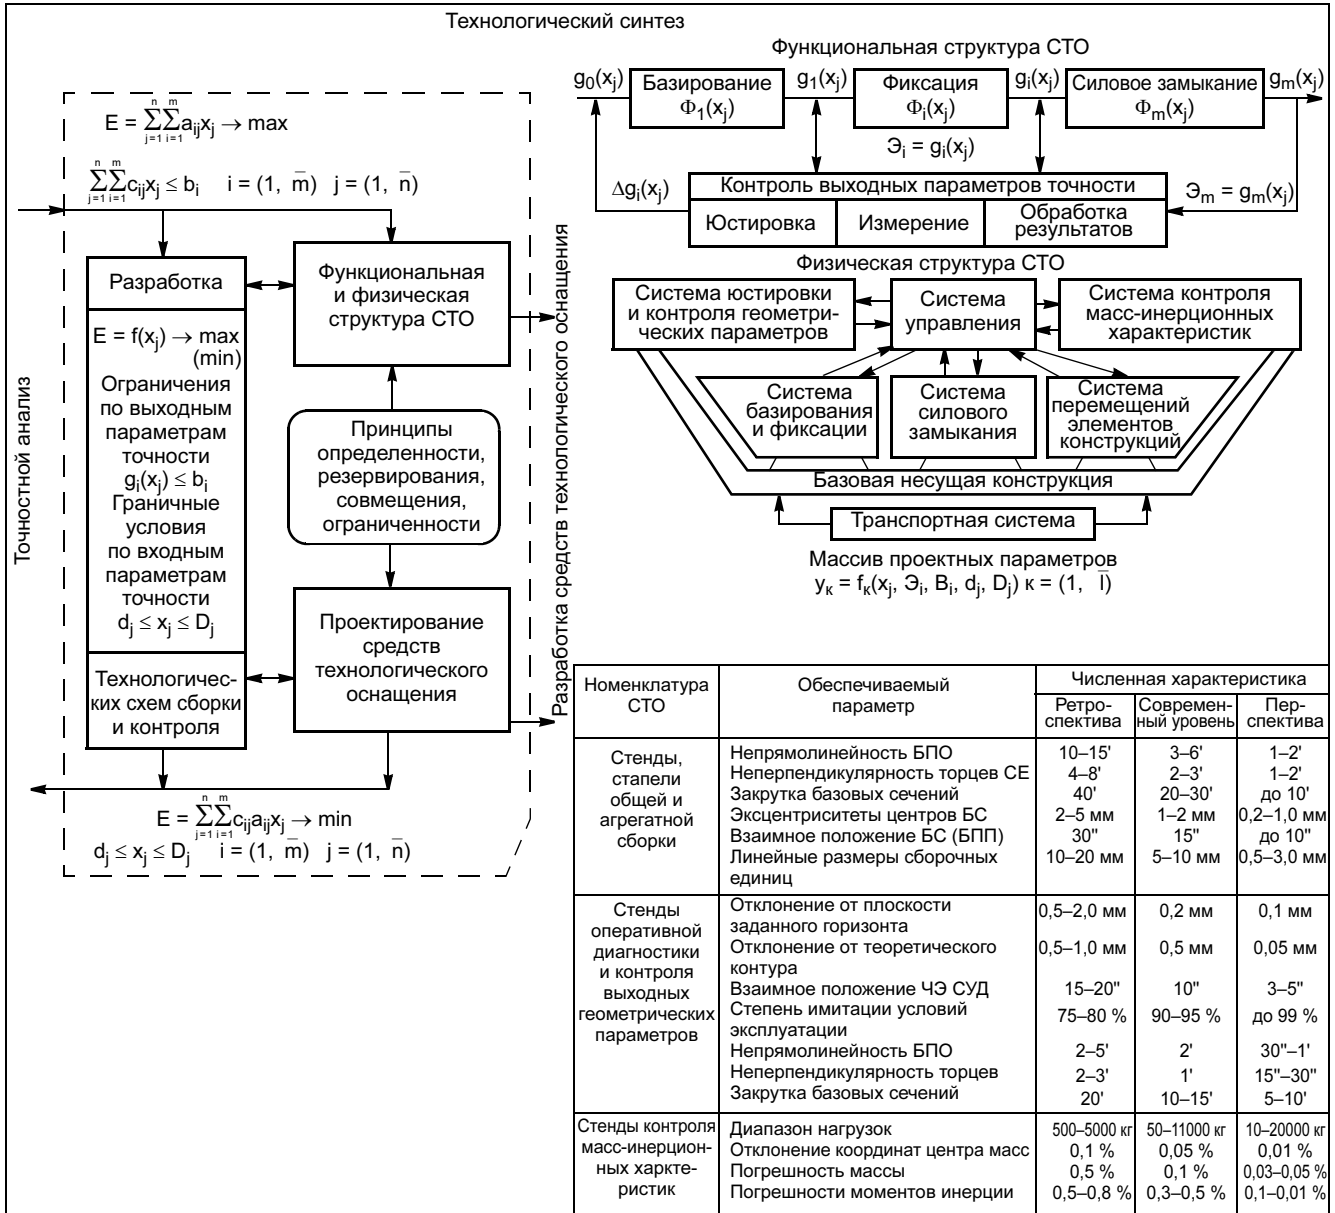 Технологический синтез
Точностной анализ
E = ∑∑aᵢⱼxⱼ → max
n m
j=1 i=1
∑∑cᵢⱼxⱼ ≤ bᵢ i = (1, m̅) j = (1, n̅)
n m
j=1 i=1
Разработка
E = f(xⱼ) → max
(min)
Ограничения
по выходным
параметрам
точности
gᵢ(xⱼ) ≤ bᵢ
Граничные
условия
по входным
параметрам
точности
dⱼ ≤ xⱼ ≤ Dⱼ
Технологичес-
ких схем сборки
и контроля
Функциональная
и физическая
структура СТО
Принципы
определенности,
резервирования,
совмещения,
ограниченности
Проектирование
средств
технологического
оснащения
E = ∑∑cᵢⱼaᵢⱼxⱼ → min
n m
j=1 i=1
dⱼ ≤ xⱼ ≤ Dⱼ i = (1, m̅) j = (1, n̅)
Разработка средств технологического оснащения
Функциональная структура СТО
g₀(xⱼ)
Базирование
Φ₁(xⱼ)
g₁(xⱼ)
Фиксация
Φᵢ(xⱼ)
gᵢ(xⱼ)
Силовое замыкание
Φₘ(xⱼ)
gₘ(xⱼ)
Эᵢ = gᵢ(xⱼ)
Δgᵢ(xⱼ)
Контроль выходных параметров точности
Юстировка
Измерение
Обработка
результатов
Эₘ = gₘ(xⱼ)
Физическая структура СТО
Система юстировки
и контроля геометри-
ческих параметров
Система
управления
Система контроля
масс-инерционных
характеристик
Система
базирования
и фиксации
Система
силового
замыкания
Система
перемещений
элементов
конструкций
Базовая несущая конструкция
Транспортная система
Массив проектных параметров
yₖ = fₖ(xⱼ, Эᵢ, Bᵢ, dⱼ, Dⱼ) к = (1, l̅)
Номенклатура
СТО
Обеспечиваемый
параметр
Численная характеристика
Ретро-
спектива
Современ-
ный уровень
Пер-
спектива
Стенды,
стапели
общей и
агрегатной
сборки
Непрямолинейность БПО 10–15' 3–6' 1–2'
Неперпендикулярность торцев СЕ 4–8' 2–3' 1–2'
Закрутка базовых сечений 40' 20–30' до 10'
Эксцентриситеты центров БС 2–5 мм 1–2 мм 0,2–1,0 мм
Взаимное положение БС (БПП) 30" 15" до 10"
Линейные размеры сборочных 10–20 мм 5–10 мм 0,5–3,0 мм
единиц
Стенды
оперативной
диагностики
и контроля
выходных
геометрических
параметров
Отклонение от плоскости 0,5–2,0 мм 0,2 мм 0,1 мм
заданного горизонта
Отклонение от теоретического 0,5–1,0 мм 0,5 мм 0,05 мм
контура
Взаимное положение ЧЭ СУД 15–20" 10" 3–5"
Степень имитации условий 75–80 % 90–95 % до 99 %
эксплуатации
Непрямолинейность БПО 2–5' 2' 30"–1'
Неперпендикулярность торцев 2–3' 1' 15"–30"
Закрутка базовых сечений 20' 10–15' 5–10'
Стенды контроля
масс-инерцион-
ных харкте-
ристик
Диапазон нагрузок 500–5000 кг 50–11000 кг 10–20000 кг
Отклонение координат центра масс 0,1 % 0,05 % 0,01 %
Погрешность массы 0,5 % 0,1 % 0,03–0,05 %
Погрешности моментов инерции 0,5–0,8 % 0,3–0,5 % 0,1–0,01 %